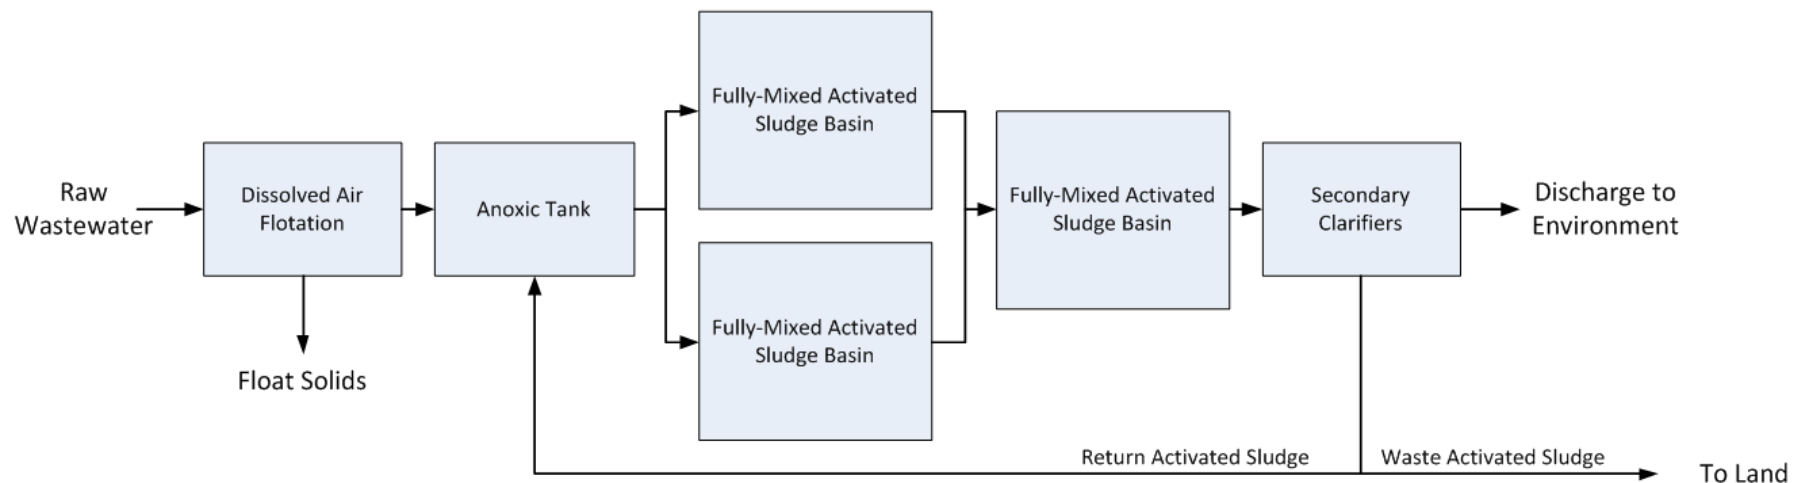 Raw
Wastewater
Dissolved Air
Flotation
Float Solids
Anoxic Tank
Fully-Mixed Activated
Sludge Basin
Fully-Mixed Activated
Sludge Basin
Fully-Mixed Activated
Sludge Basin
Secondary
Clarifiers
Discharge to
Environment
Return Activated Sludge
Waste Activated Sludge
To Land